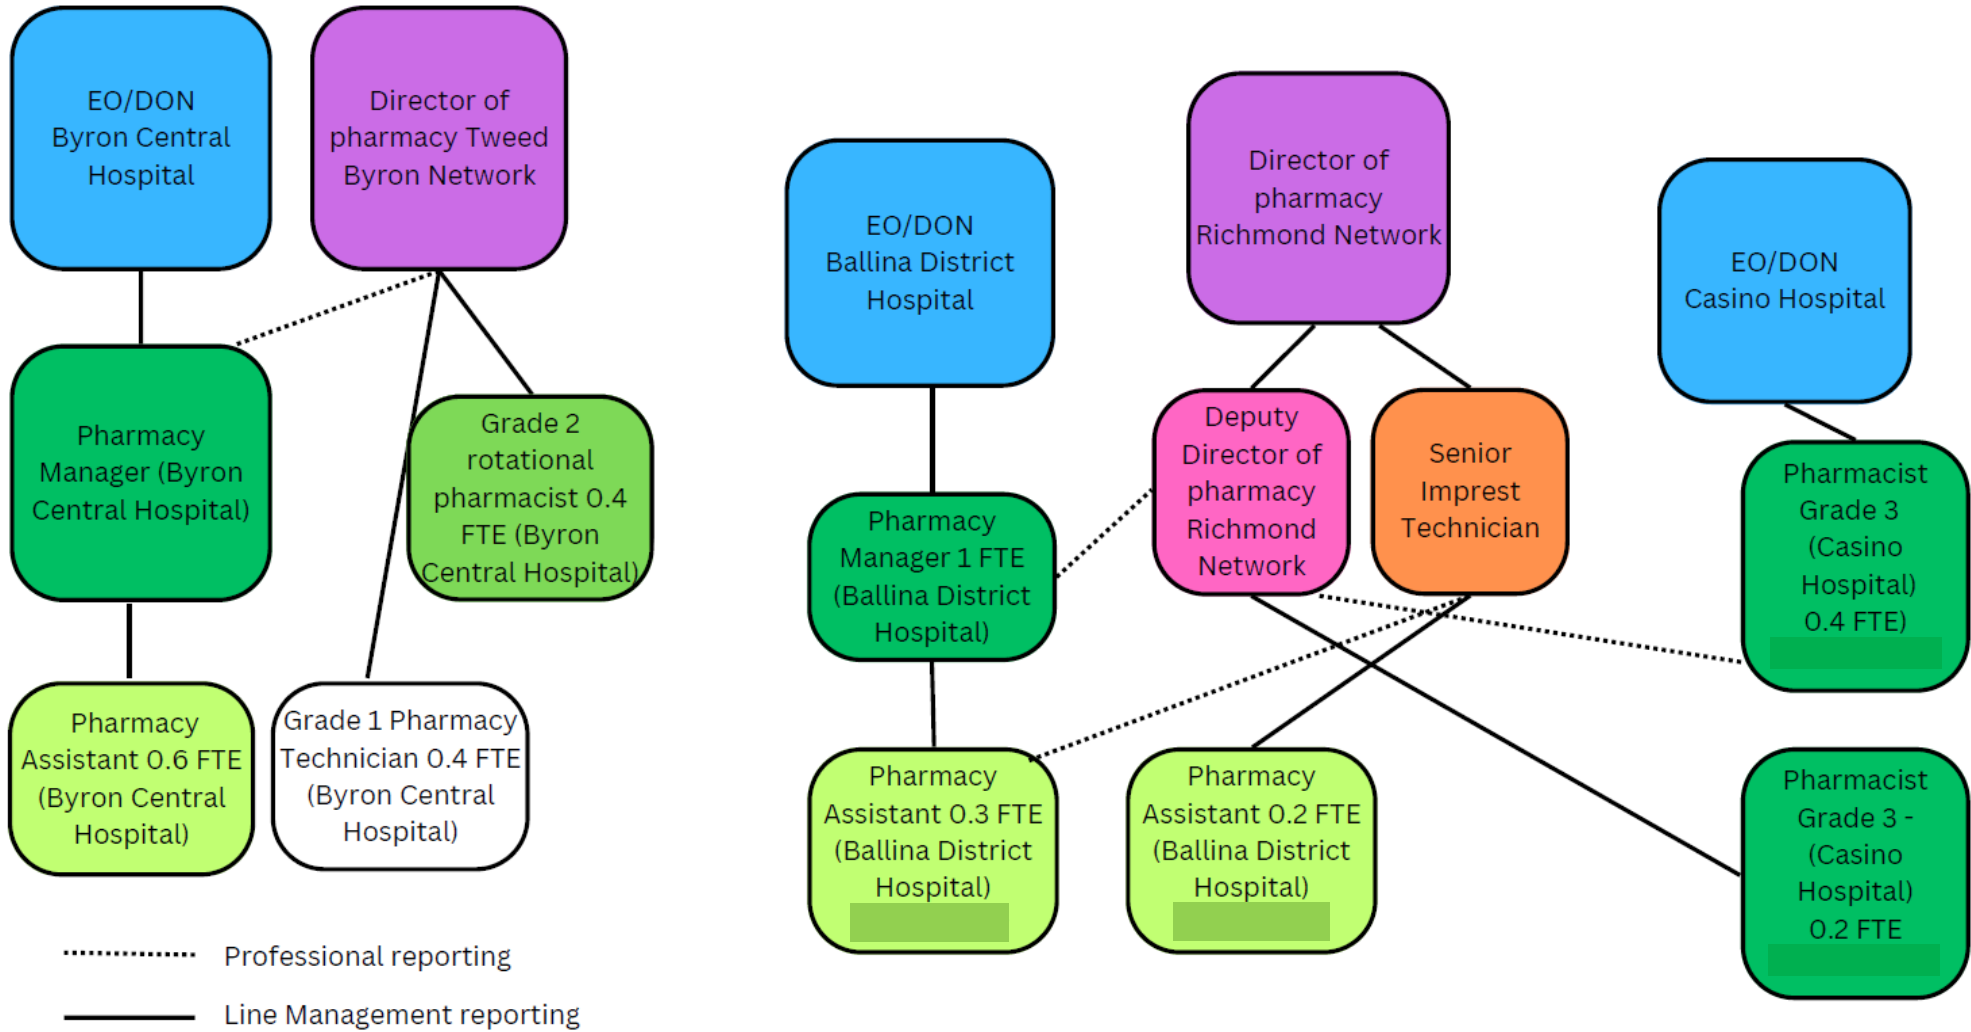 EO/DON
Byron Central
Hospital
Director of
pharmacy Tweed
Byron Network
Pharmacy
Manager (Byron
Central Hospital)
Grade 2
rotational
pharmacist 0.4
FTE (Byron
Central Hospital)
Pharmacy
Assistant 0.6 FTE
(Byron Central
Hospital)
Grade 1 Pharmacy
Technician 0.4 FTE
(Byron Central
Hospital)
EO/DON
Ballina District
Hospital
Director of
pharmacy
Richmond Network
EO/DON
Casino Hospital
Pharmacy
Manager 1 FTE
(Ballina District
Hospital)
Deputy
Director of
pharmacy
Richmond
Network
Senior
Imprest
Technician
Pharmacist
Grade 3
(Casino
Hospital)
0.4 FTE)
Pharmacy
Assistant 0.3 FTE
(Ballina District
Hospital)
Pharmacy
Assistant 0.2 FTE
(Ballina District
Hospital)
Pharmacist
Grade 3 -
(Casino
Hospital)
0.2 FTE
Professional reporting
Line Management reporting